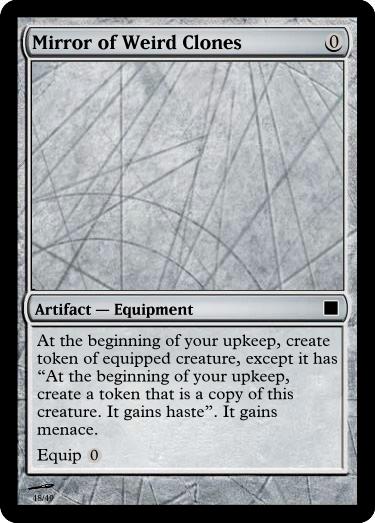 Mirror of Weird Clones 0
Artifact — Equipment
At the beginning of your upkeep, create
token of equipped creature, except it has
“At the beginning of your upkeep,
create a token that is a copy of this
creature. It gains haste”. It gains
menace.
Equip 0
48/49